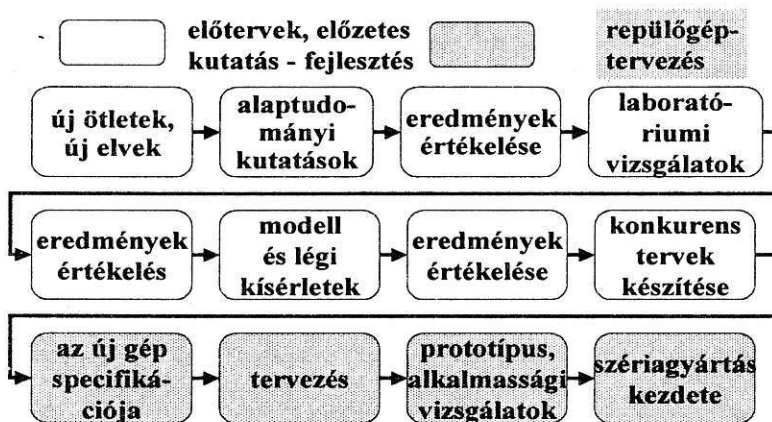 előtervek, előzetes
kutatás - fejlesztés
repülőgép-
tervezés
új ötletek,
új elvek
alaptudo-
mányi
kutatások
eredmények
értékelése
laborató-
riumi
vizsgálatok
eredmények
értékelés
modell
és légi
kísérletek
eredmények
értékelése
konkurens
tervek
készítése
az új gép
specifiká-
ciója
tervezés
prototípus,
alkalmassági
vizsgálatok
szériagyártás
kezdete